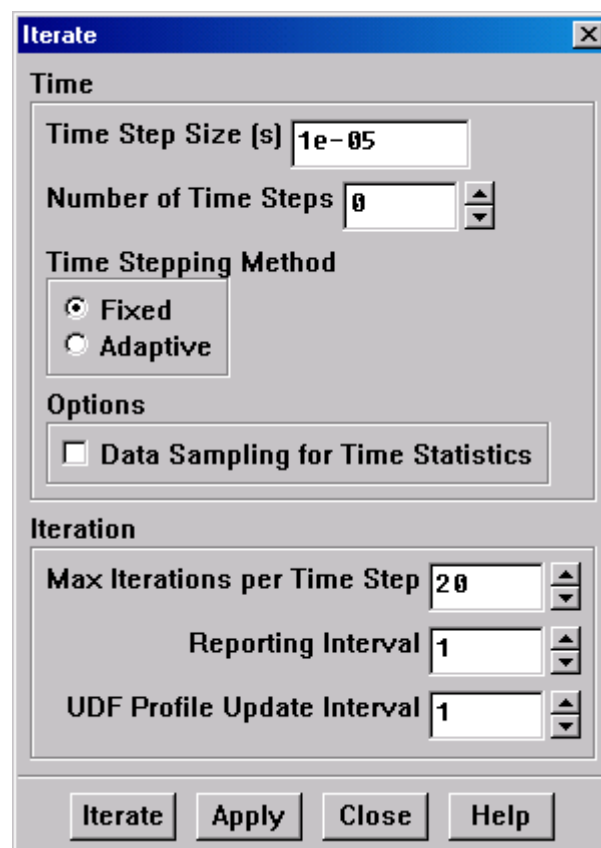 Iterate
Time
Time Step Size (s) 1e-05
Number of Time Steps 0
Time Stepping Method
Fixed
Adaptive
Options
Data Sampling for Time Statistics
Iteration
Max Iterations per Time Step 20
Reporting Interval 1
UDF Profile Update Interval 1
Iterate Apply Close Help